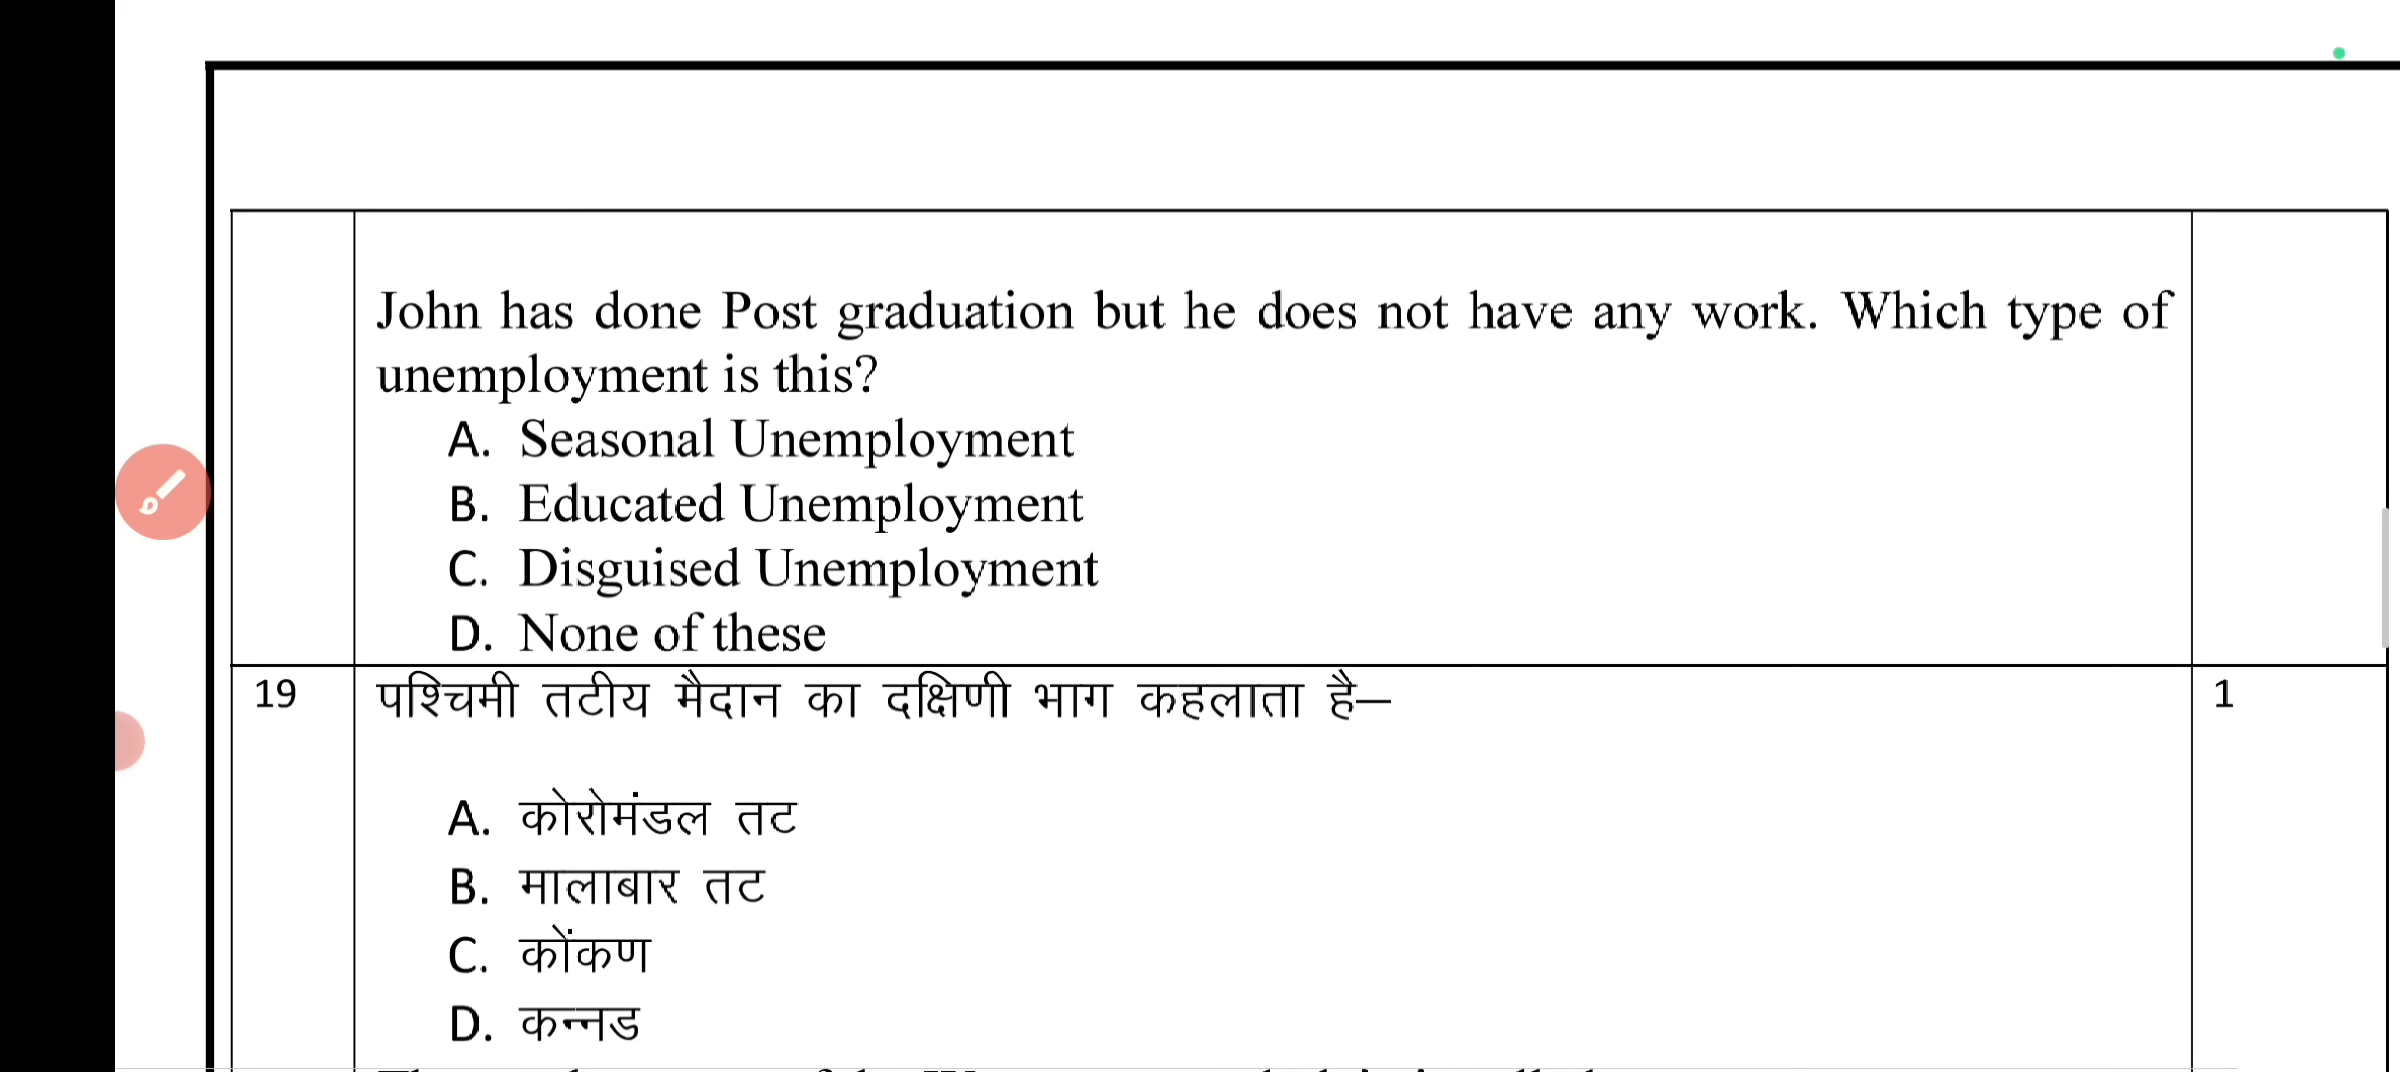 John has done Post graduation but he does not have any work. Which type of
unemployment is this?
A. Seasonal Unemployment
B. Educated Unemployment
C. Disguised Unemployment
D. None of these
19 पश्चिमी तटीय मैदान का दक्षिणी भाग कहलाता है– 1
A. कोरोमंडल तट
B. मालाबार तट
C. कोंकण
D. कन्नड